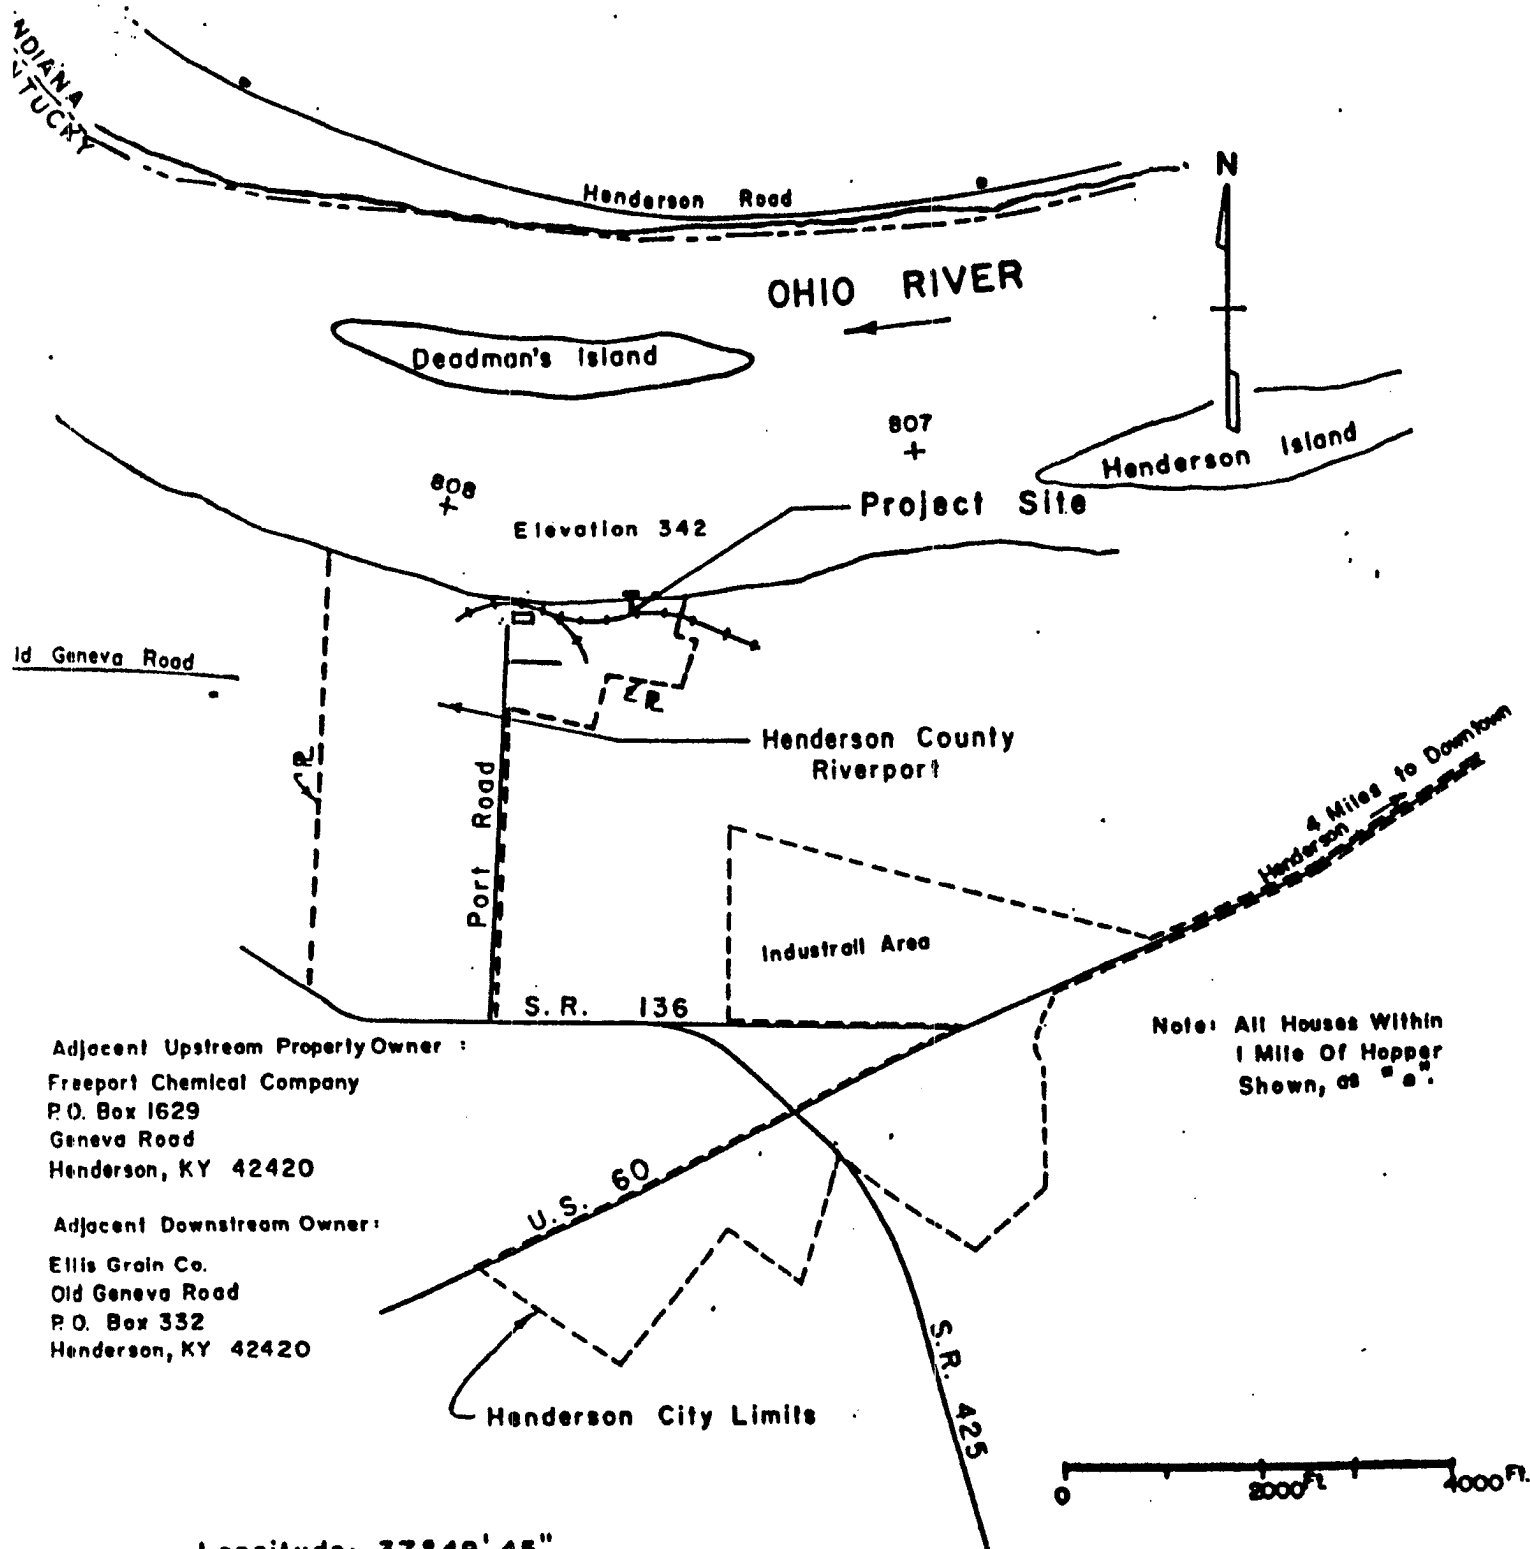 NDIANA
NTUCKY
Henderson Road
N
OHIO RIVER
Deadman's Island
807
Henderson Island
808
Project Site
Elevation 342
ld Geneva Road
PL
PL
Henderson County
Riverport
Port Road
4 Miles to Downtown
Henderson
Industrail Area
S.R. 136
Note: All Houses Within
1 Mile Of Hopper
Shown, as "■".
Adjacent Upstream Property Owner :
Freeport Chemical Company
P.O. Box 1629
Geneva Road
Henderson, KY 42420
U.S. 60
Adjacent Downstream Owner:
Ellis Grain Co.
Old Geneva Road
P.O. Box 332
Henderson, KY 42420
S.R. 425
Henderson City Limits
0 2000 Ft. 4000 Ft.